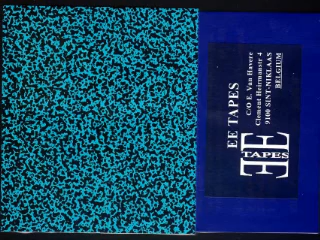 EE TAPES
C/O E. Van Havere
Clement Heirmanstr 4
9100 SINT-NIKLAAS
BELGIUM
EE
TAPES